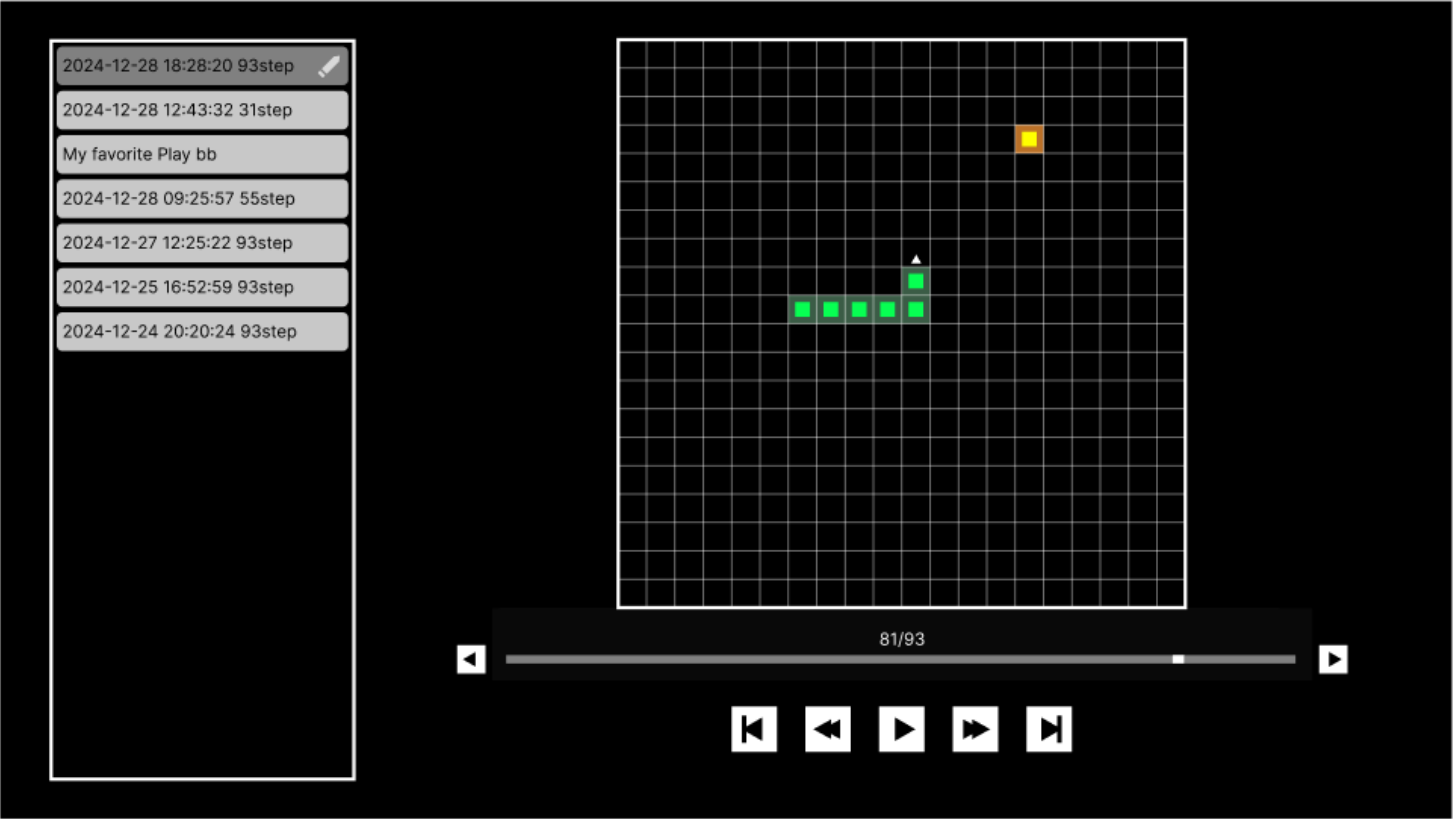 2024-12-28 18:28:20 93step
2024-12-28 12:43:32 31step
My favorite Play bb
2024-12-28 09:25:57 55step
2024-12-27 12:25:22 93step
2024-12-25 16:52:59 93step
2024-12-24 20:20:24 93step
81/93